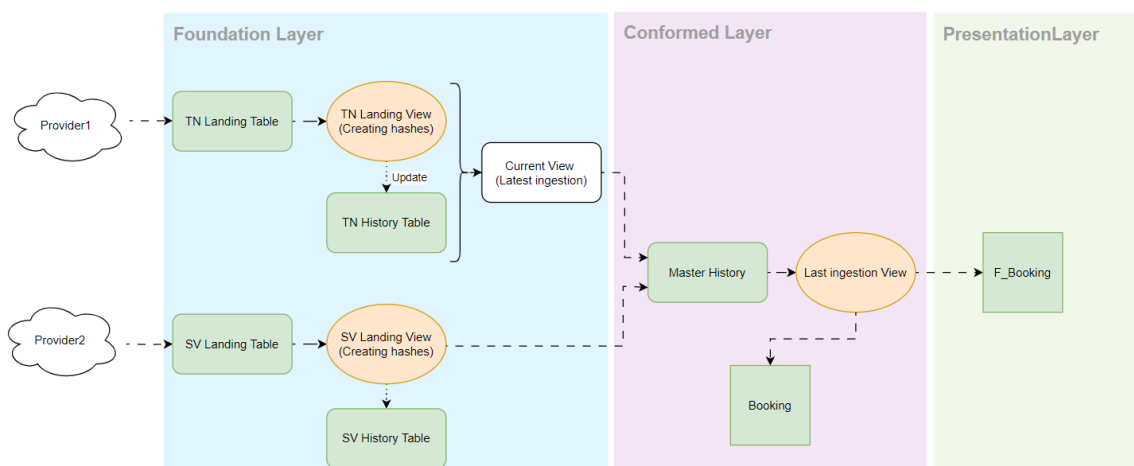 Foundation Layer
Conformed Layer
PresentationLayer
Provider1
TN Landing Table
TN Landing View
(Creating hashes)
Update
TN History Table
Current View
(Latest ingestion)
Master History
Last ingestion View
F_Booking
Provider2
SV Landing Table
SV Landing View
(Creating hashes)
SV History Table
Booking